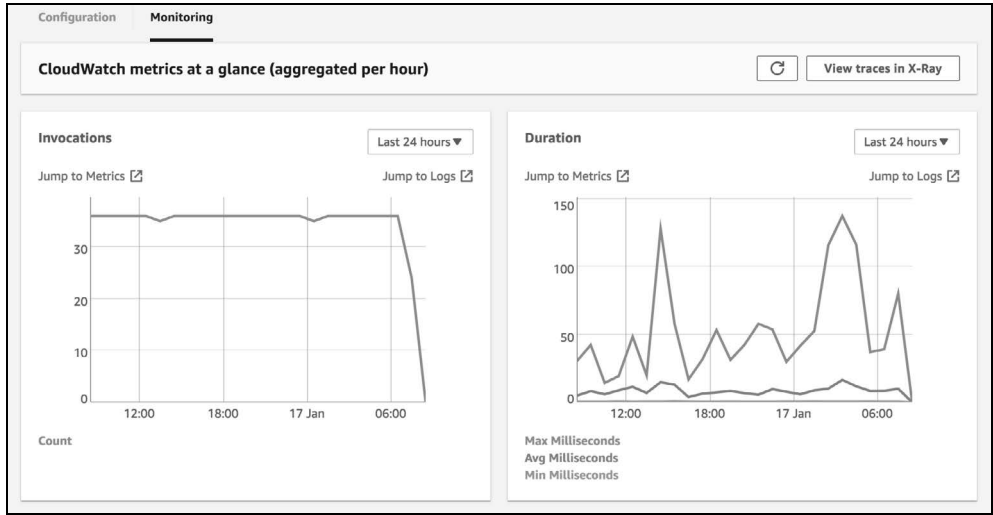 Configuration Monitoring
CloudWatch metrics at a glance (aggregated per hour) View traces in X-Ray
Invocations Last 24 hours▼
Jump to Metrics Jump to Logs
30
20
10
0
12:00 18:00 17 Jan 06:00
Count
Duration Last 24 hours▼
Jump to Metrics Jump to Logs
150
100
50
0
12:00 18:00 17 Jan 06:00
Max Milliseconds
Avg Milliseconds
Min Milliseconds